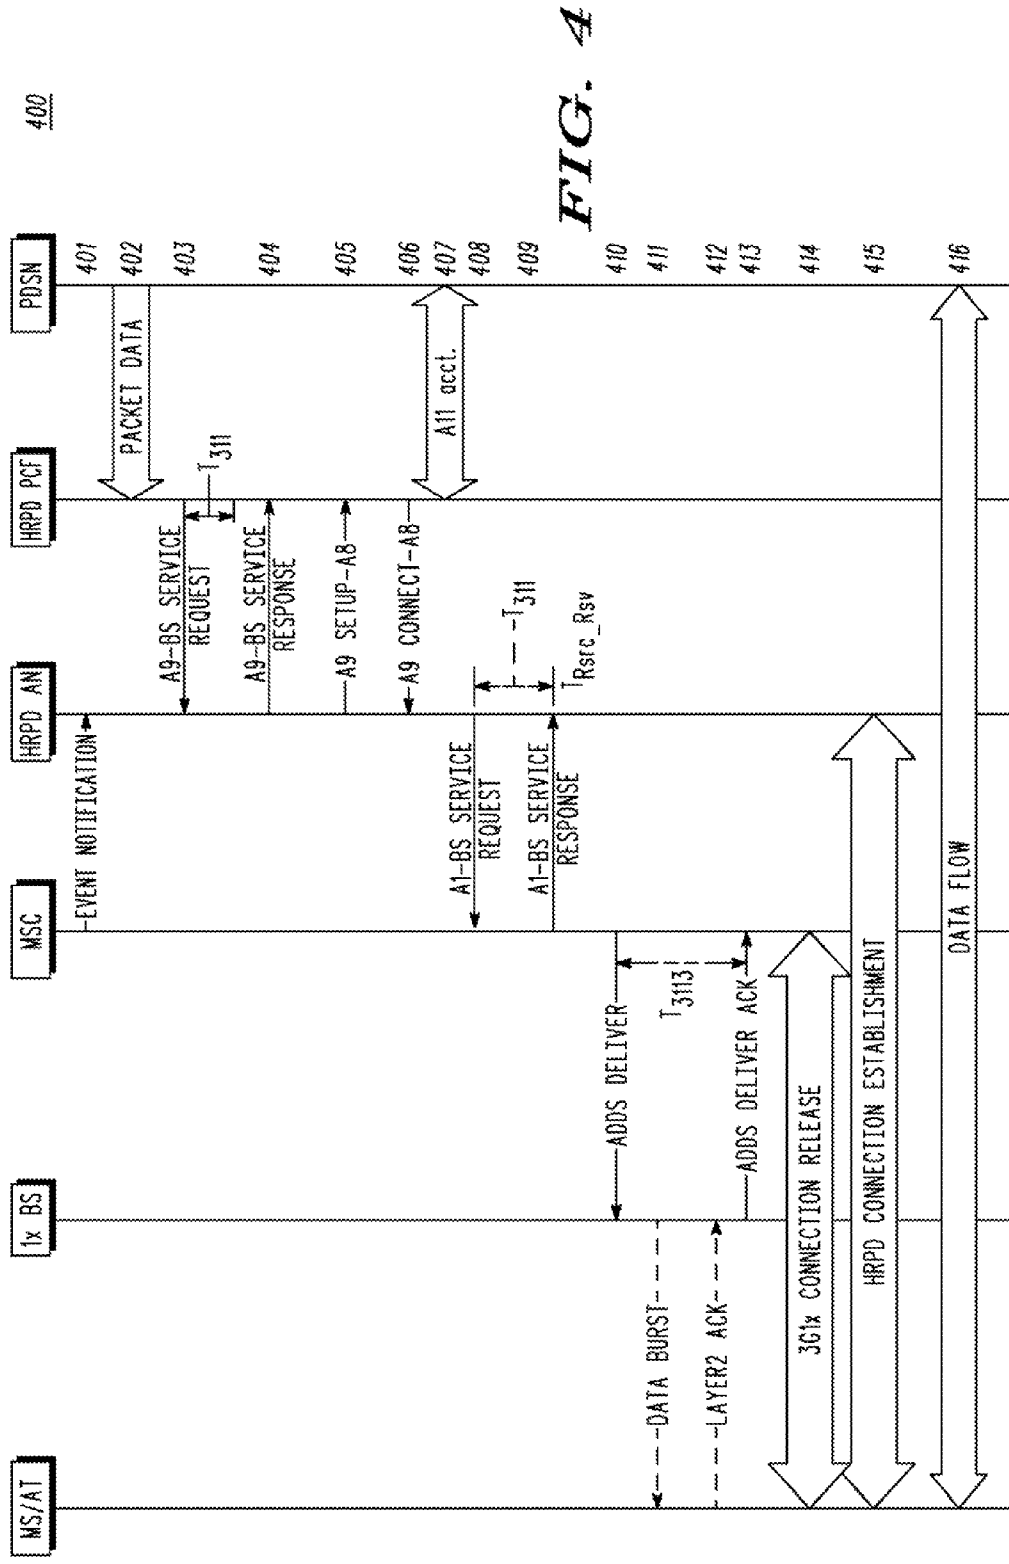 400
MS/AT
1x BS
MSC
HRPD AN
HRPD PCF
PDSN
EVENT NOTIFICATION
401
PACKET DATA
402
A9-BS SERVICE
REQUEST
T311
403
A9-BS SERVICE
RESPONSE
404
A9 SETUP-A8
405
A9 CONNECT-A8
406
A11 acct.
407
A1-BS SERVICE
REQUEST
T311
408
A1-BS SERVICE
RESPONSE
TRsrc_Rsv
409
ADDS DELIVER
410
DATA BURST
T3113
411
LAYER2 ACK
412
ADDS DELIVER ACK
413
3G1x CONNECTION RELEASE
414
HRPD CONNECTION ESTABLISHMENT
415
DATA FLOW
416
FIG. 4